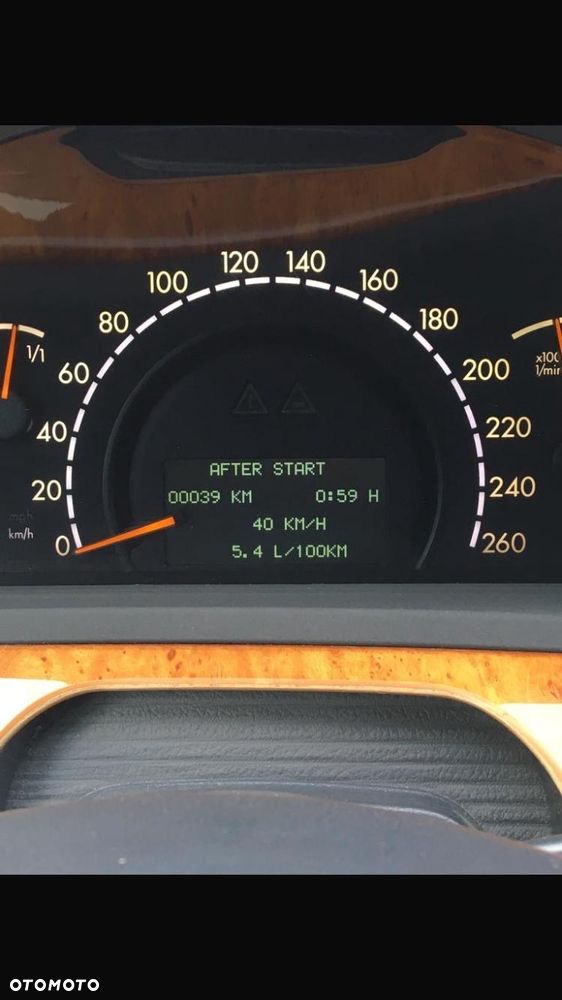 120 140
100 160
80 180
1/1 60 200
x100
1/min
40 220
20 240
mph
km/h
0 260
AFTER START
00039 KM 0:59 H
40 KM/H
5.4 L/100KM
OTOMOTO